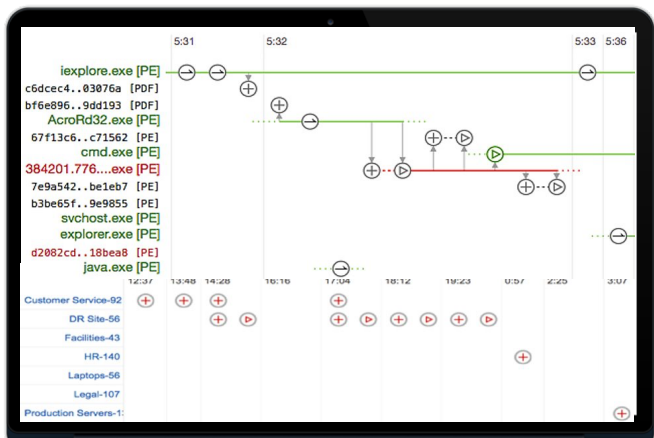 5:31 5:32 5:33 5:36
iexplore.exe [PE]
c6dcec4..03076a [PDF]
bf6e896..9dd193 [PDF]
AcroRd32.exe [PE]
67f13c6..c71562 [PE]
cmd.exe [PE]
384201.776....exe [PE]
7e9a542..be1eb7 [PE]
b3be65f..9e9855 [PE]
svchost.exe [PE]
explorer.exe [PE]
d2082cd..18bea8 [PE]
java.exe [PE]
12:37 13:48 14:28 16:16 17:04 18:12 19:23 0:57 2:25 3:07
Customer Service-92
DR Site-56
Facilities-43
HR-140
Laptops-56
Legal-107
Production Servers-1